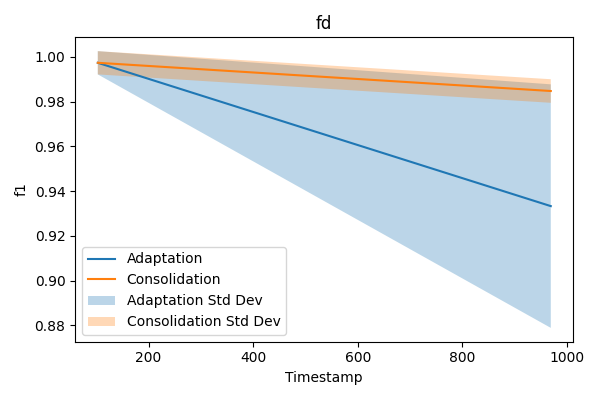 fd
f1
1.00
0.98
0.96
0.94
0.92
0.90
0.88
Adaptation
Consolidation
Adaptation Std Dev
Consolidation Std Dev
200 400 600 800 1000
Timestamp